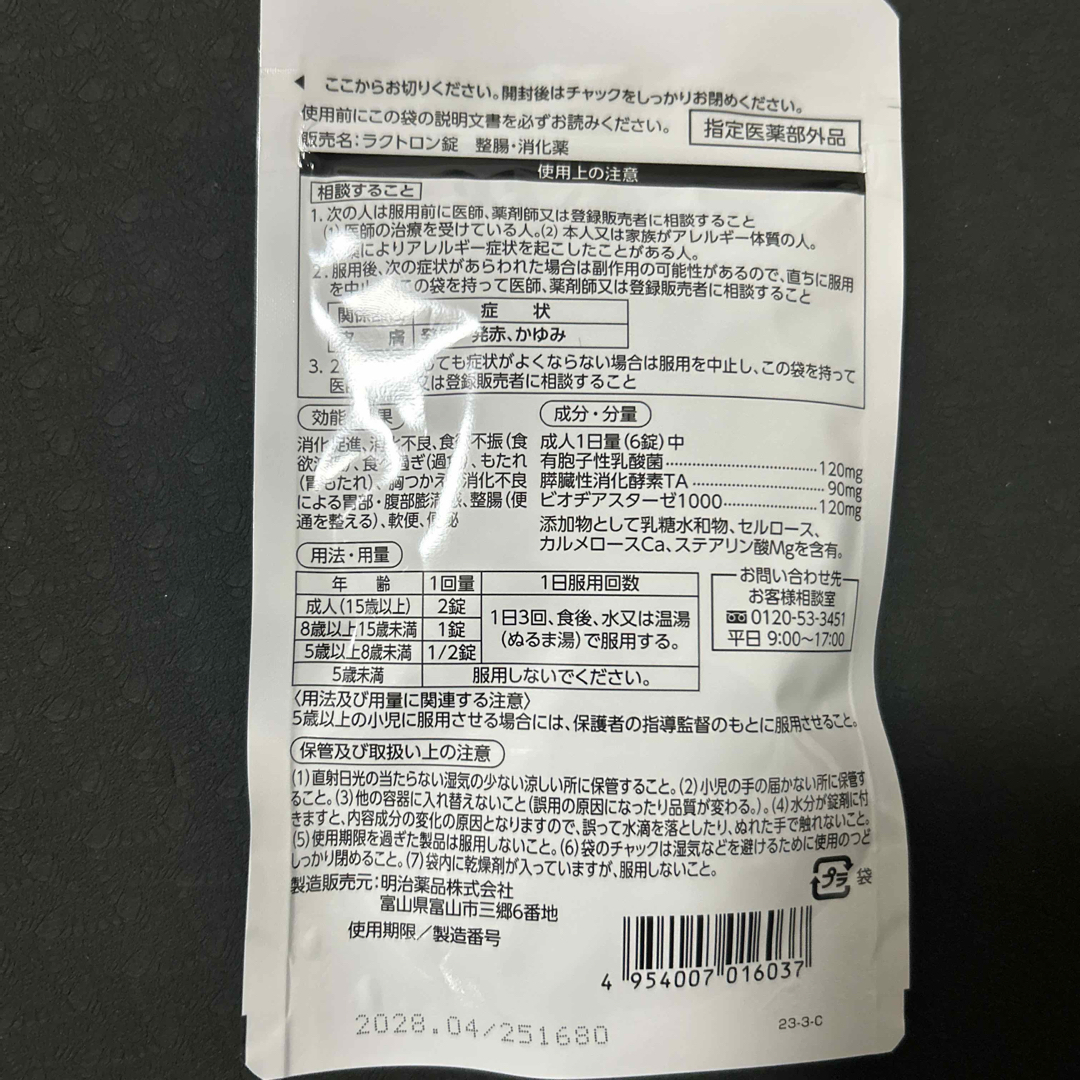 ここからお切りください。開封後はチャックをしっかりお閉めください。
使用前にこの袋の説明文書を必ずお読みください。
指定医薬部外品
販売名:ラクトロン錠 整腸・消化薬
使用上の注意
相談すること
1. 次の人は服用前に医師、薬剤師又は登録販売者に相談すること
(1)医師の治療を受けている人。(2) 本人又は家族がアレルギー体質の人。
によりアレルギー症状を起こしたことがある人。
2. 服用後、次の症状があらわれた場合は副作用の可能性があるので、直ちに服用
を中止 この袋を持って医師、薬剤師又は登録販売者に相談すること
関係 症 状
皮 膚 発赤、かゆみ
3. 2 ても症状がよくならない場合は服用を中止し、この袋を持って
医師 又は登録販売者に相談すること
効能 果
消化促進、消化不良、食欲不振(食
欲 、食べ過ぎ(過 、もたれ
(胃もたれ)、胸つかえ、消化不良
による胃部・腹部膨満感、整腸(便
通を整える)、軟便、便秘
成分・分量
成人1日量(6錠)中
有胞子性乳酸菌 120mg
膵臓性消化酵素TA 90mg
ビオヂアスターゼ1000 120mg
添加物として乳糖水和物、セルロース、
カルメロースCa、ステアリン酸Mgを含有。
用法・用量
年 齢 1回量 1日服用回数
成人(15歳以上) 2錠 1日3回、食後、水又は温湯
8歳以上15歳未満 1錠 (ぬるま湯)で服用する。
5歳以上8歳未満 1/2錠
5歳未満 服用しないでください。
お問い合わせ先
お客様相談室
0120-53-3451
平日 9:00〜17:00
〈用法及び用量に関連する注意〉
5歳以上の小児に服用させる場合には、保護者の指導監督のもとに服用させること。
保管及び取扱い上の注意
(1)直射日光の当たらない湿気の少ない涼しい所に保管すること。(2)小児の手の届かない所に保管す
ること。(3)他の容器に入れ替えないこと(誤用の原因になったり品質が変わる。)。(4)水分が錠剤に付
きますと、内容成分の変化の原因となりますので、誤って水滴を落としたり、ぬれた手で触れないこと。
(5)使用期限を過ぎた製品は服用しないこと。(6)袋のチャックは湿気などを避けるために使用のつど
しっかり閉めること。(7)袋内に乾燥剤が入っていますが、服用しないこと。
プラ 袋
製造販売元:明治薬品株式会社
富山県富山市三郷6番地
使用期限/製造番号
4 954007 016037
2028.04/251680
23-3-C